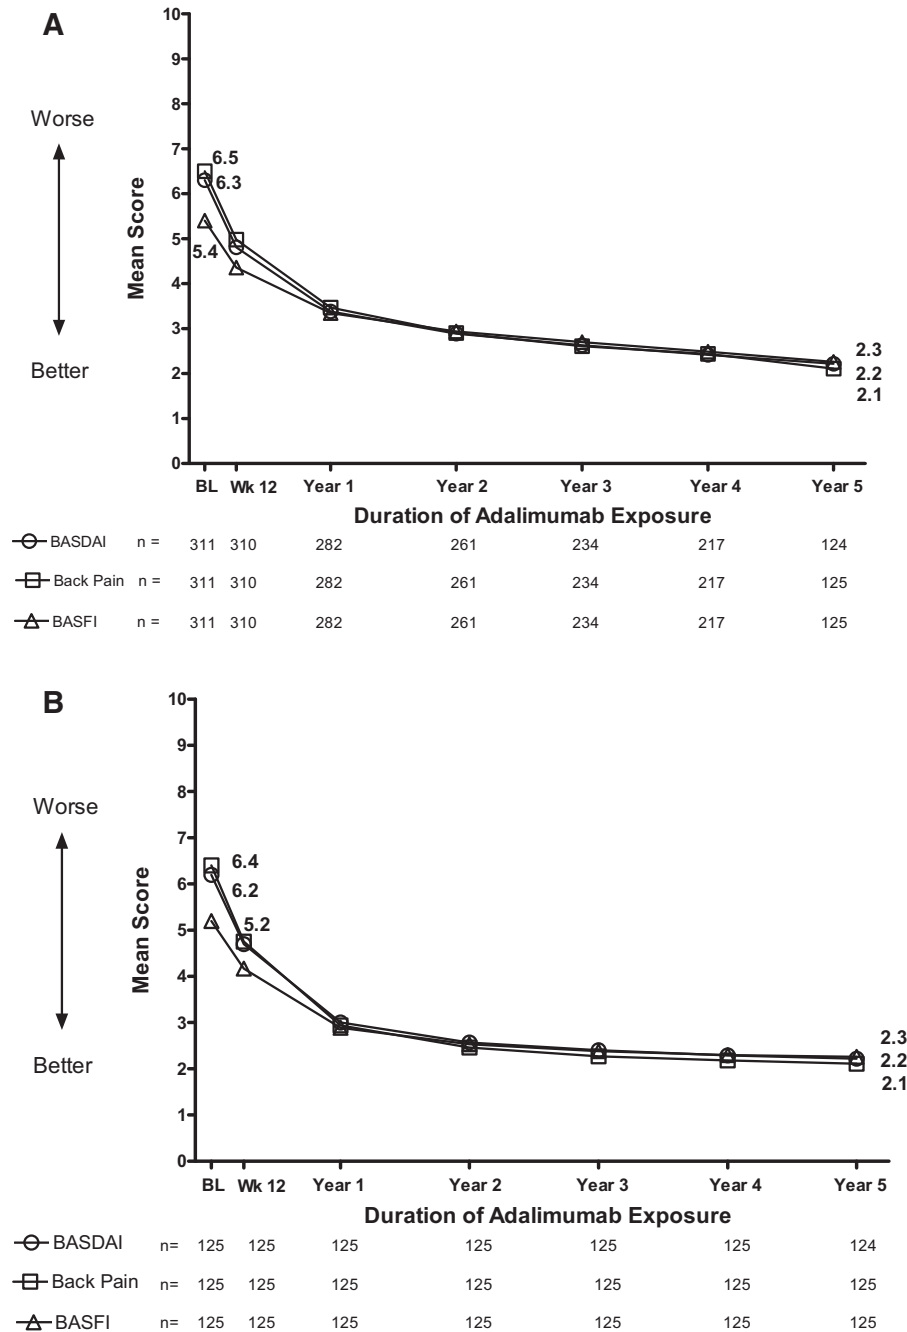 A
10
9
Worse
8
7
6.5
6.3
6
Mean Score
5
5.4
4
3
Better
2.3
2.2
2.1
2
1
0
BL Wk 12 Year 1 Year 2 Year 3 Year 4 Year 5
Duration of Adalimumab Exposure
BASDAI n = 311 310 282 261 234 217 124
Back Pain n = 311 310 282 261 234 217 125
BASFI n = 311 310 282 261 234 217 125
B
10
9
Worse
8
7
6.4
6.2
6
Mean Score
5.2
5
4
3
Better
2.3
2.2
2.1
2
1
0
BL Wk 12 Year 1 Year 2 Year 3 Year 4 Year 5
Duration of Adalimumab Exposure
BASDAI n= 125 125 125 125 125 125 124
Back Pain n= 125 125 125 125 125 125 125
BASFI n= 125 125 125 125 125 125 125